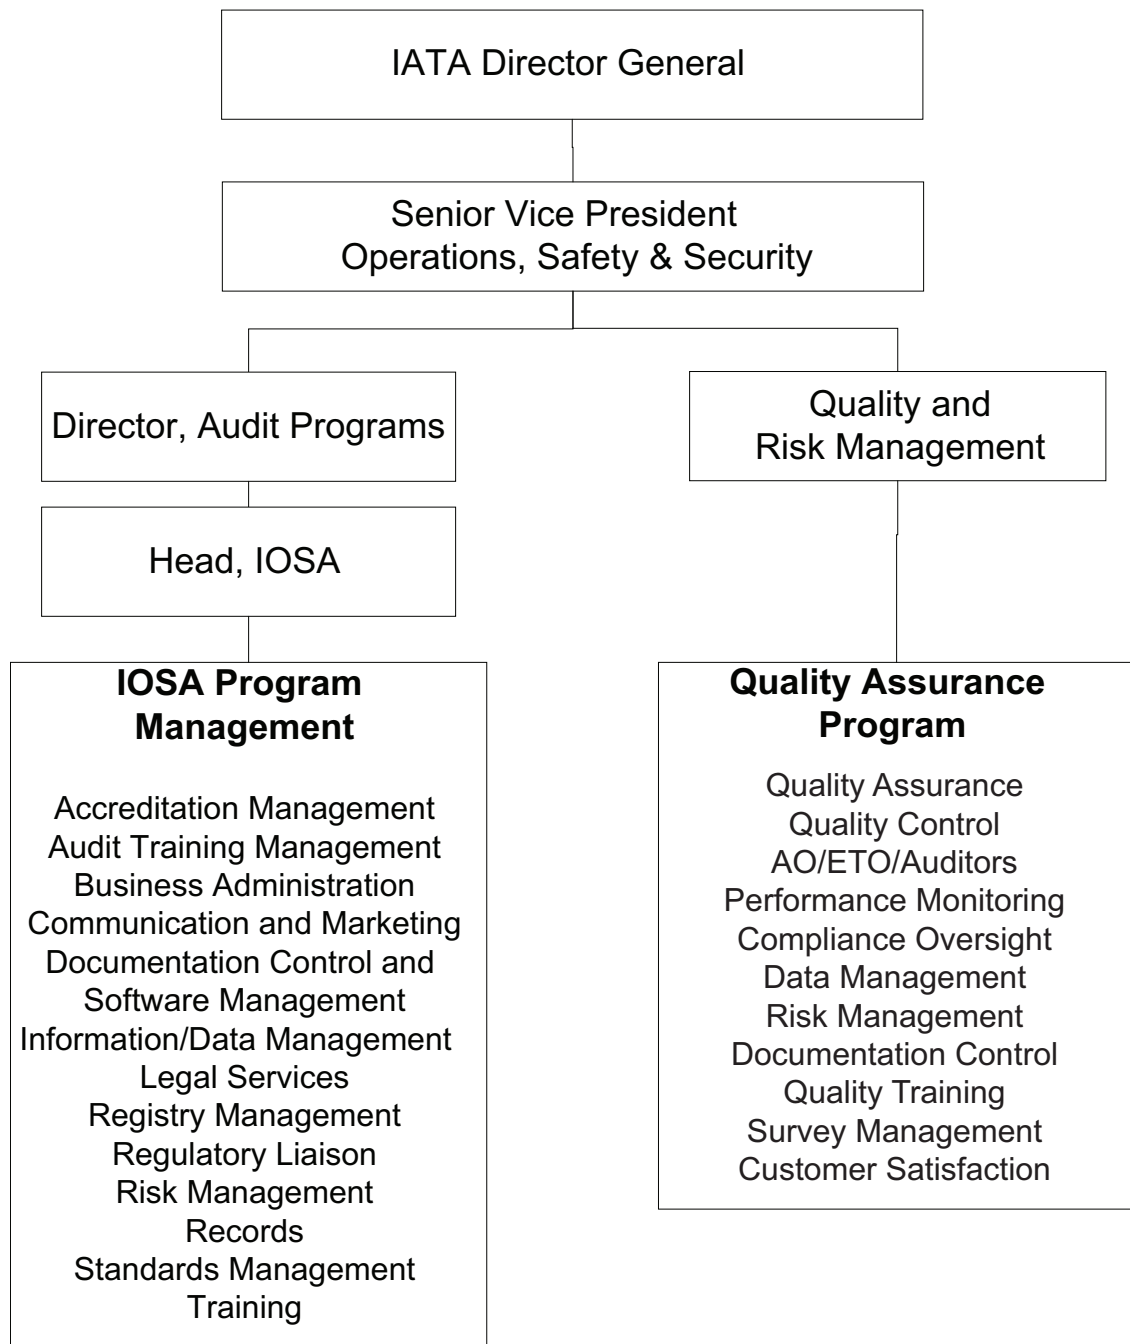 IATA Director General
Senior Vice President
Operations, Safety & Security
Director, Audit Programs
Quality and
Risk Management
Head, IOSA
IOSA Program
Management
Accreditation Management
Audit Training Management
Business Administration
Communication and Marketing
Documentation Control and
Software Management
Information/Data Management
Legal Services
Registry Management
Regulatory Liaison
Risk Management
Records
Standards Management
Training
Quality Assurance
Program
Quality Assurance
Quality Control
AO/ETO/Auditors
Performance Monitoring
Compliance Oversight
Data Management
Risk Management
Documentation Control
Quality Training
Survey Management
Customer Satisfaction